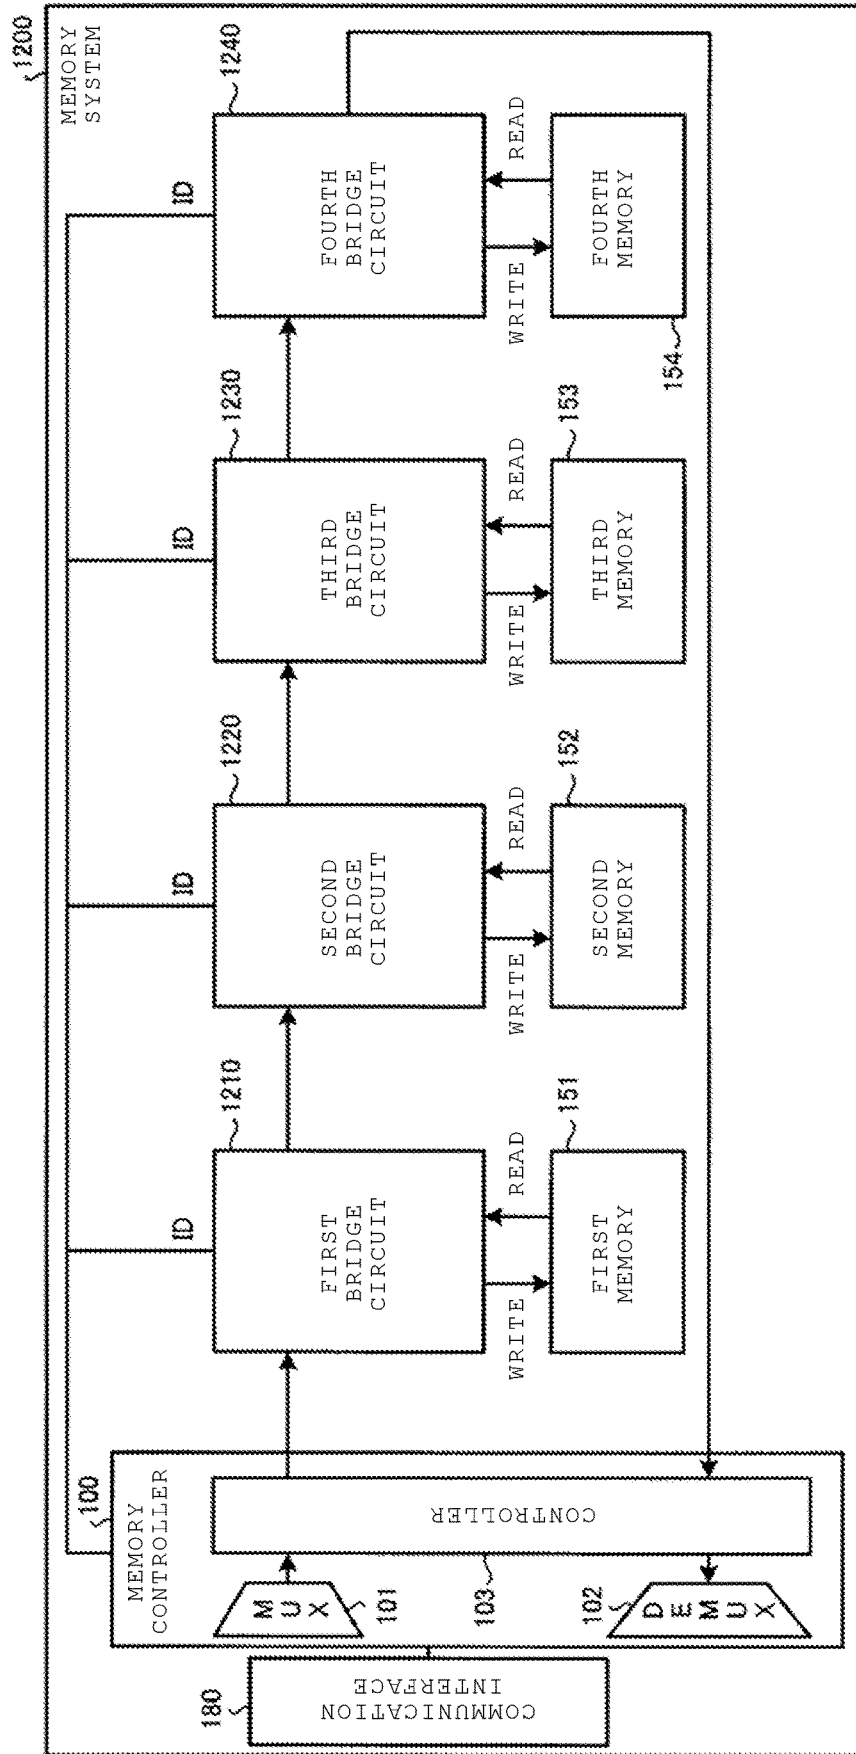 1200
MEMORY
SYSTEM
100
MEMORY
CONTROLLER
ID
ID
ID
ID
1210
1220
1230
1240
FIRST
BRIDGE
CIRCUIT
SECOND
BRIDGE
CIRCUIT
THIRD
BRIDGE
CIRCUIT
FOURTH
BRIDGE
CIRCUIT
180
COMMUNICATION
INTERFACE
MUX
101
CONTROLLER
103
DEMUX
102
WRITE
READ
WRITE
READ
WRITE
READ
WRITE
READ
151
FIRST
MEMORY
152
SECOND
MEMORY
153
THIRD
MEMORY
154
FOURTH
MEMORY